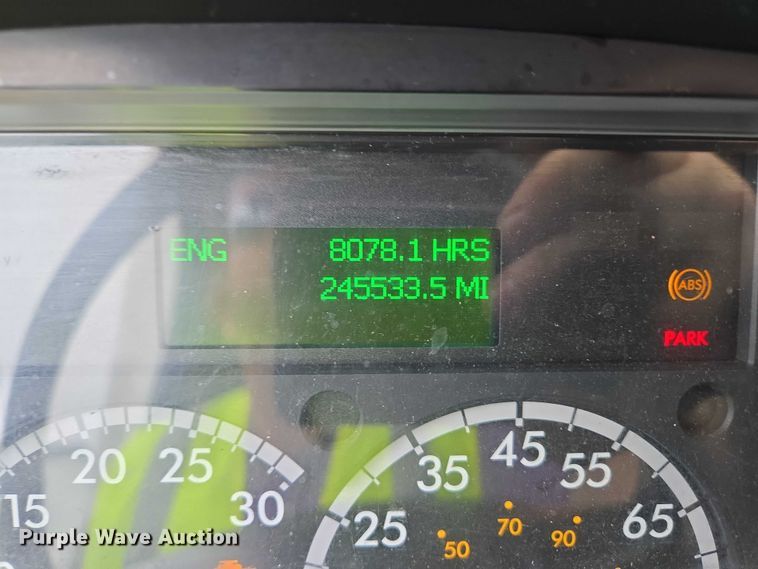 ENG 8078.1 HRS
245533.5 MI
ABS
PARK
15 20 25 30
25 35 45 55 65
50 70 90
Purple Wave Auction